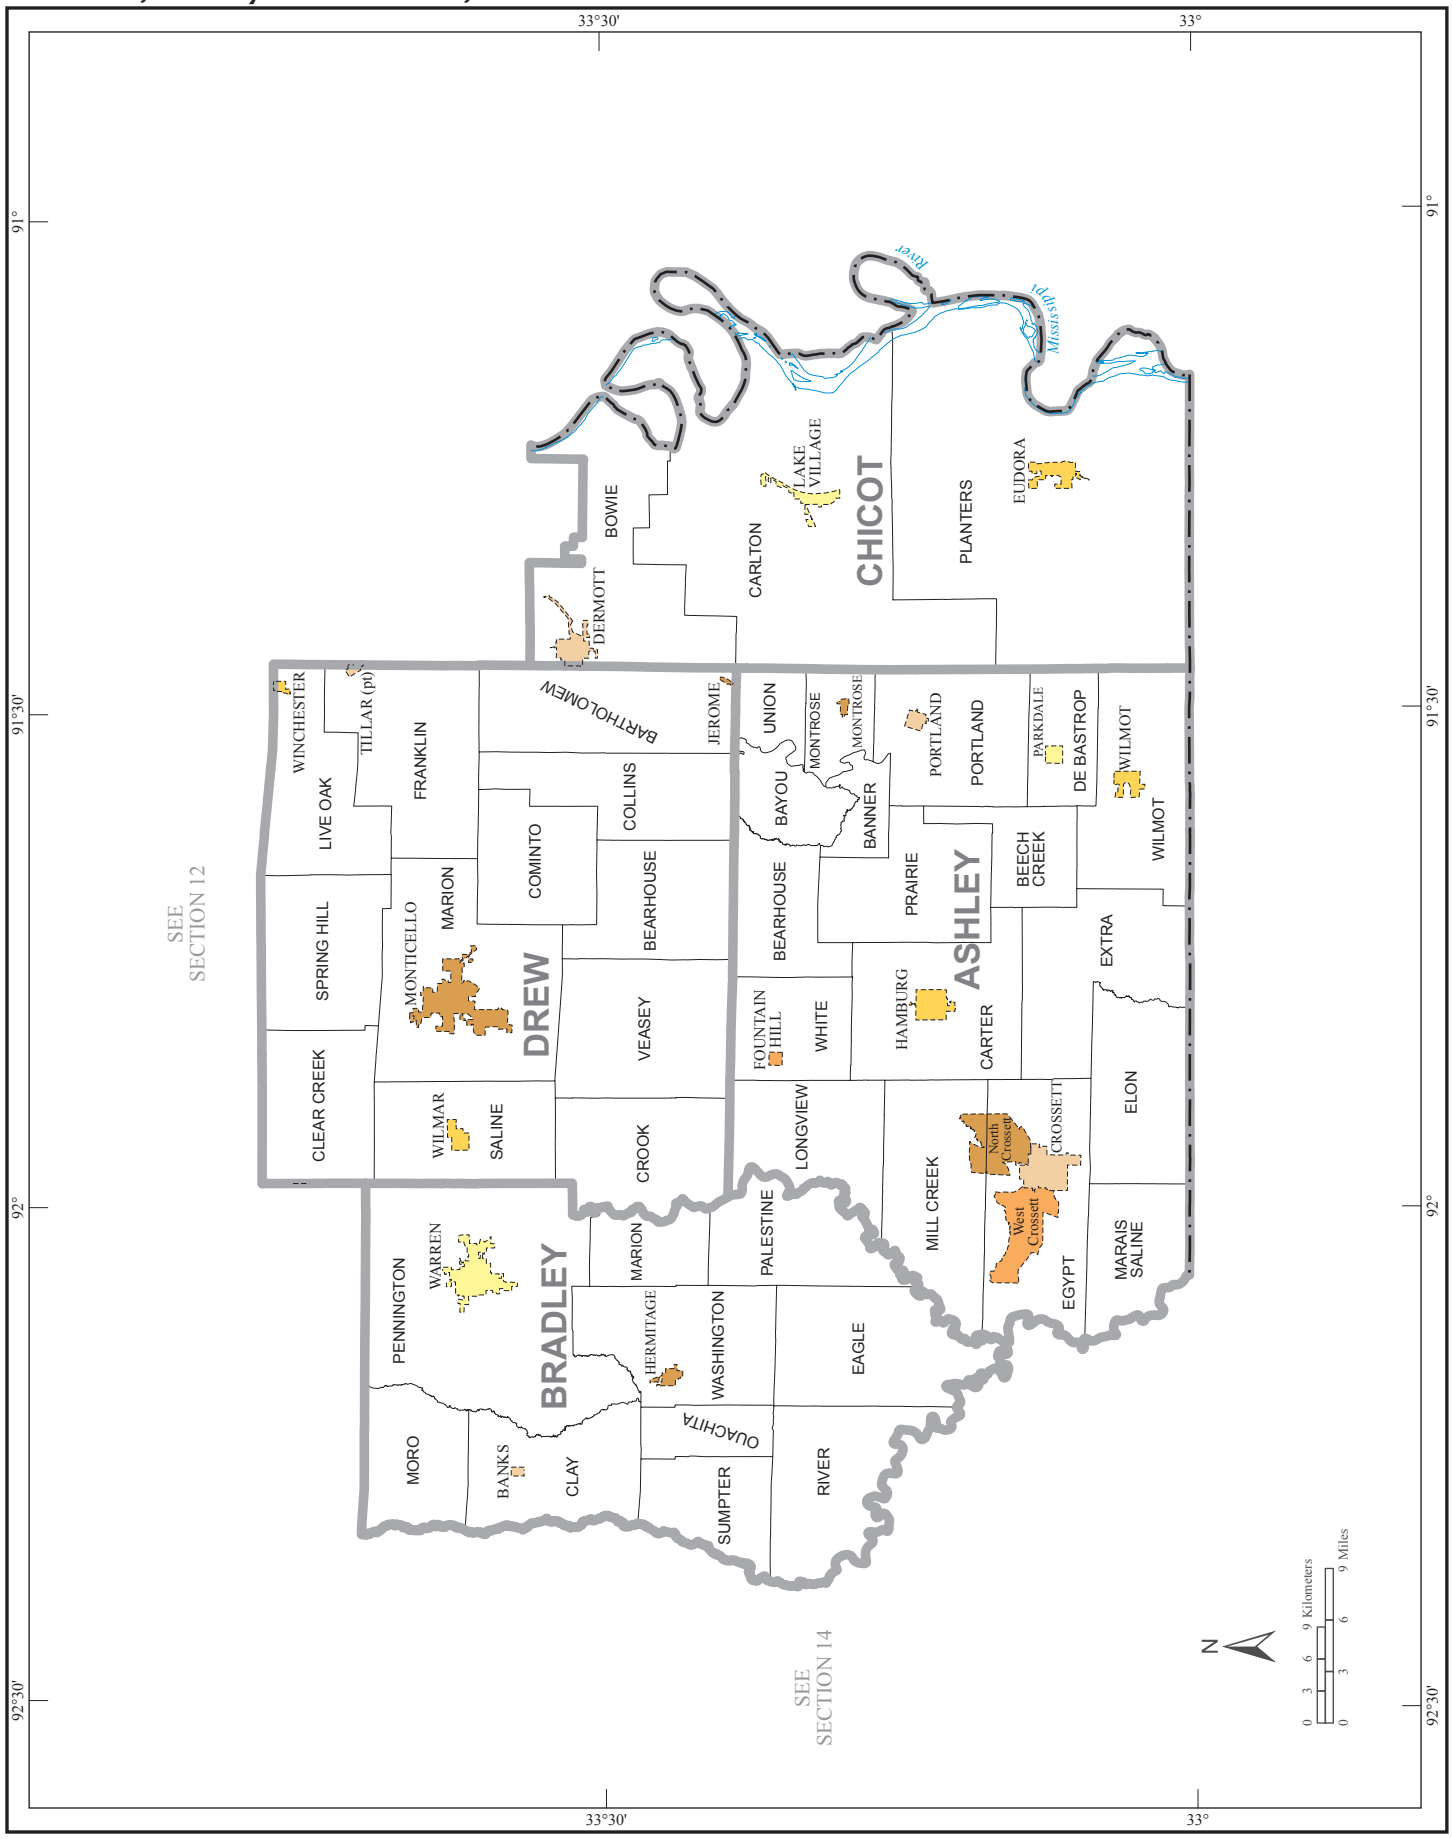 92°30'
92°
91°30'
91°
33°30'
33°30'
33°
33°
SEE
SECTION 12
SEE
SECTION 14
CLEAR CREEK
SPRING HILL
LIVE OAK
WINCHESTER
TILLAR (pt)
FRANKLIN
MONTICELLO
MARION
WILMAR
SALINE
DREW
COMINTO
COLLINS
BARTHOLOMEW
JEROME
CROOK
VEASEY
BEARHOUSE
MORO
PENNINGTON
WARREN
BANKS
CLAY
BRADLEY
MARION
HERMITAGE
WASHINGTON
OUACHITA
SUMPTER
PALESTINE
EAGLE
RIVER
DERMOTT
BOWIE
CARLTON
LAKE
VILLAGE
CHICOT
PLANTERS
EUDORA
Mississippi
River
FOUNTAIN
HILL
WHITE
BEARHOUSE
BAYOU
UNION
MONTROSE
MONTROSE
BANNER
LONGVIEW
HAMBURG
CARTER
ASHLEY
PRAIRIE
PORTLAND
PORTLAND
MILL CREEK
North
Crossett
CROSSETT
West
Crossett
EGYPT
BEECH
CREEK
PARKDALE
DE BASTROP
WILMOT
WILMOT
EXTRA
ELON
MARAIS
SALINE
N
0 3 6 9 Kilometers
0 3 6 9 Miles
92°30'
92°
91°30'
91°